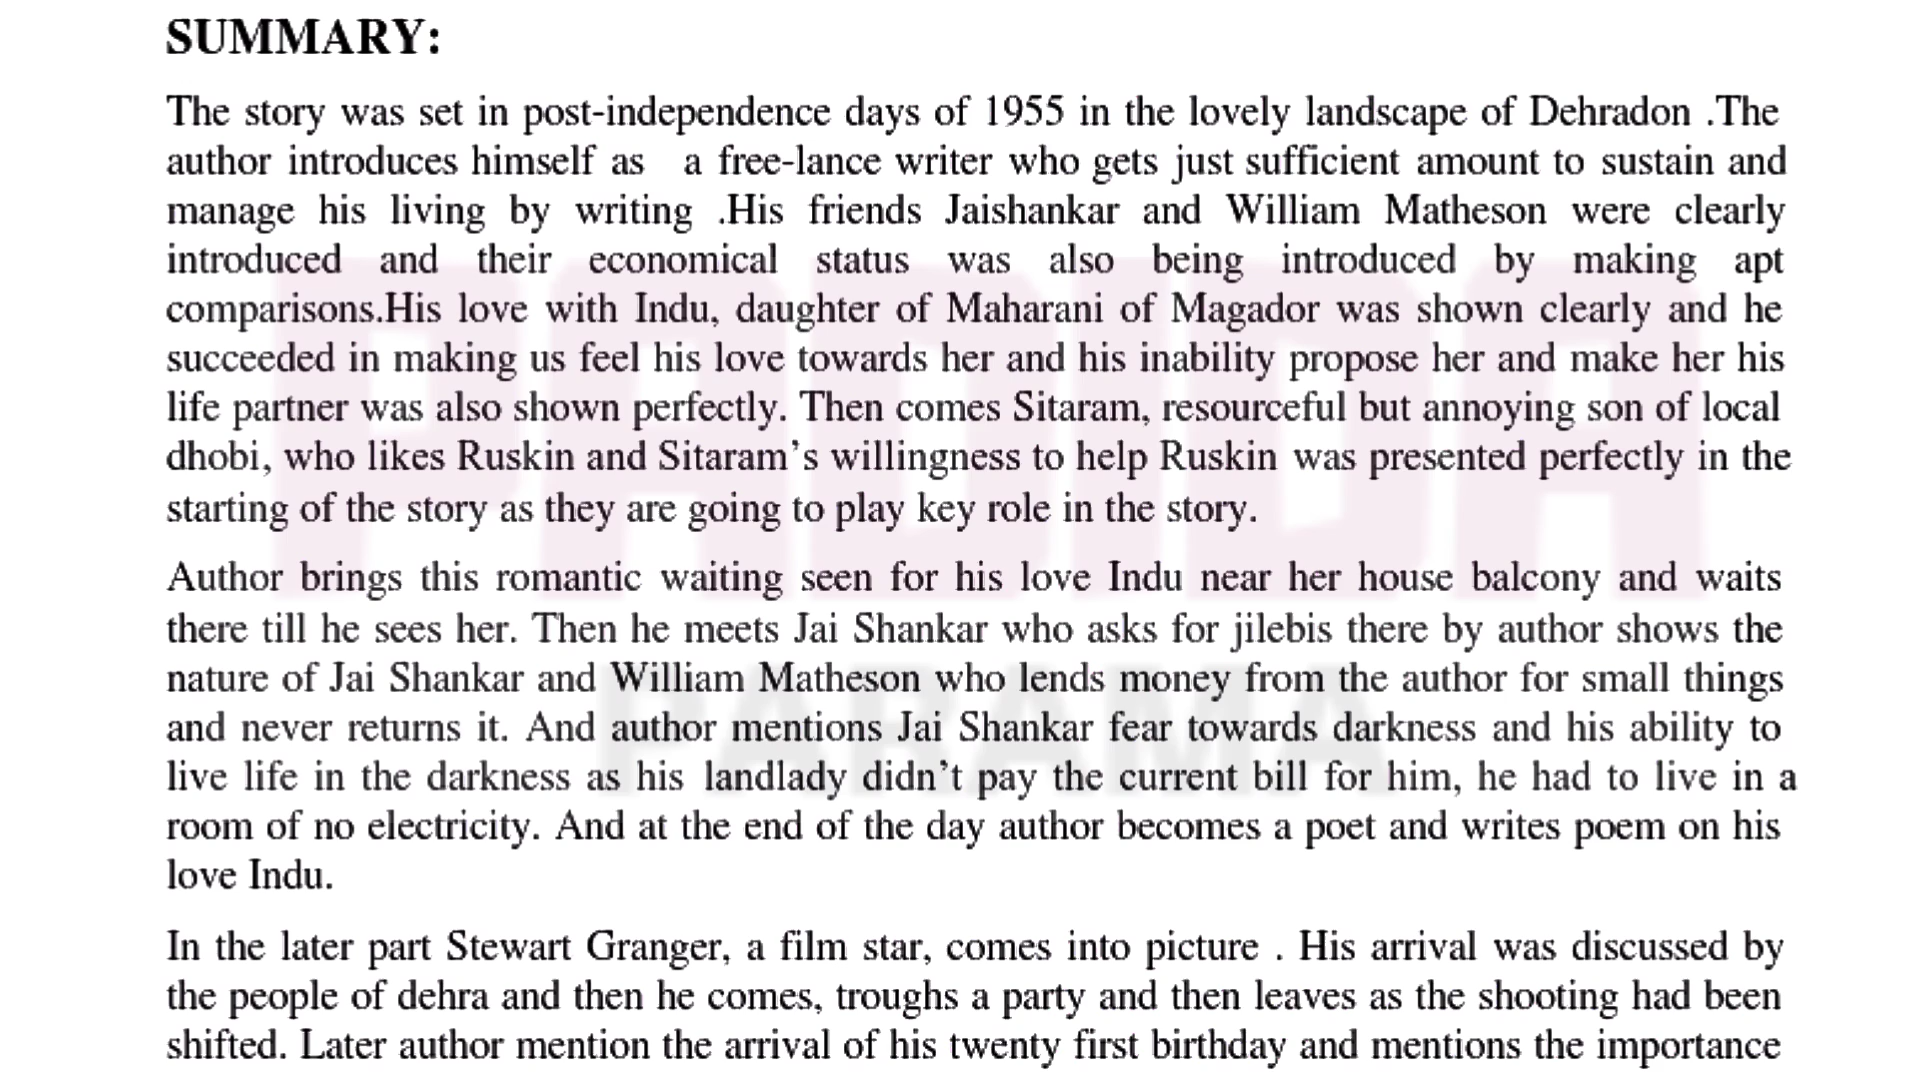 SUMMARY:
The story was set in post-independence days of 1955 in the lovely landscape of Dehradon .The
author introduces himself as a free-lance writer who gets just sufficient amount to sustain and
manage his living by writing .His friends Jaishankar and William Matheson were clearly
introduced and their economical status was also being introduced by making apt
comparisons.His love with Indu, daughter of Maharani of Magador was shown clearly and he
succeeded in making us feel his love towards her and his inability propose her and make her his
life partner was also shown perfectly. Then comes Sitaram, resourceful but annoying son of local
dhobi, who likes Ruskin and Sitaram’s willingness to help Ruskin was presented perfectly in the
starting of the story as they are going to play key role in the story.
Author brings this romantic waiting seen for his love Indu near her house balcony and waits
there till he sees her. Then he meets Jai Shankar who asks for jilebis there by author shows the
nature of Jai Shankar and William Matheson who lends money from the author for small things
and never returns it. And author mentions Jai Shankar fear towards darkness and his ability to
live life in the darkness as his landlady didn’t pay the current bill for him, he had to live in a
room of no electricity. And at the end of the day author becomes a poet and writes poem on his
love Indu.
In the later part Stewart Granger, a film star, comes into picture . His arrival was discussed by
the people of dehra and then he comes, troughs a party and then leaves as the shooting had been
shifted. Later author mention the arrival of his twenty first birthday and mentions the importance
PADIDA
PARAMA